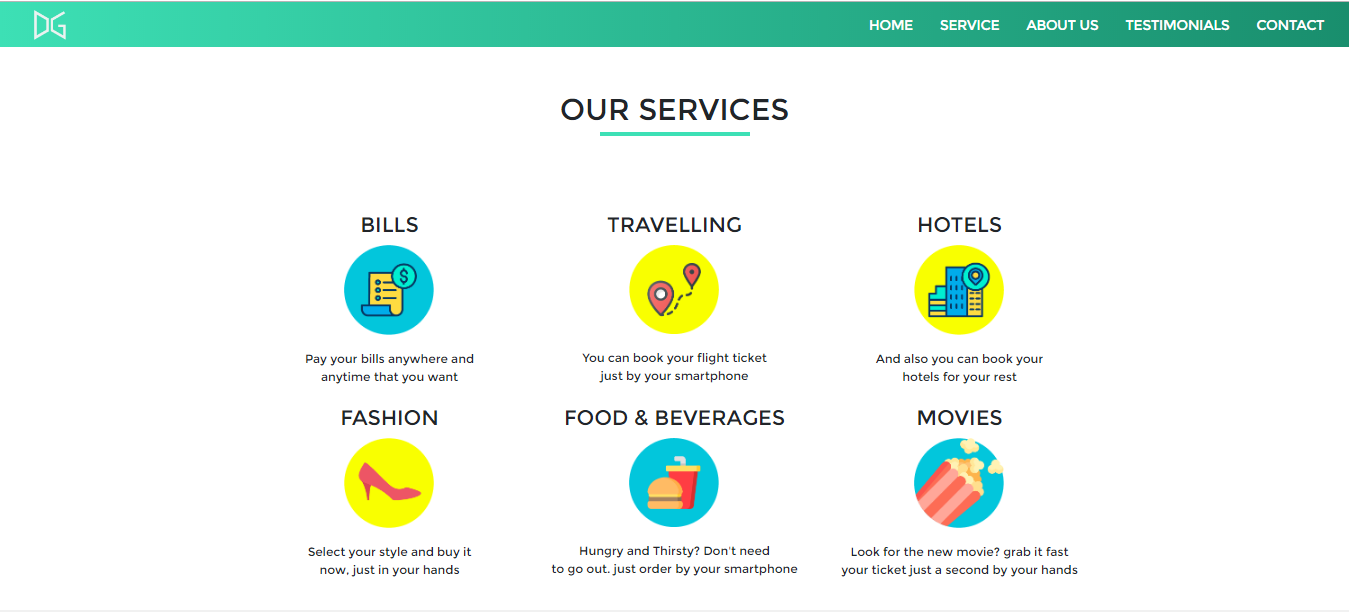 DG
HOME SERVICE ABOUT US TESTIMONIALS CONTACT
OUR SERVICES
BILLS
$
Pay your bills anywhere and
anytime that you want
TRAVELLING
You can book your flight ticket
just by your smartphone
HOTELS
And also you can book your
hotels for your rest
FASHION
Select your style and buy it
now, just in your hands
FOOD & BEVERAGES
Hungry and Thirsty? Don't need
to go out. just order by your smartphone
MOVIES
Look for the new movie? grab it fast
your ticket just a second by your hands